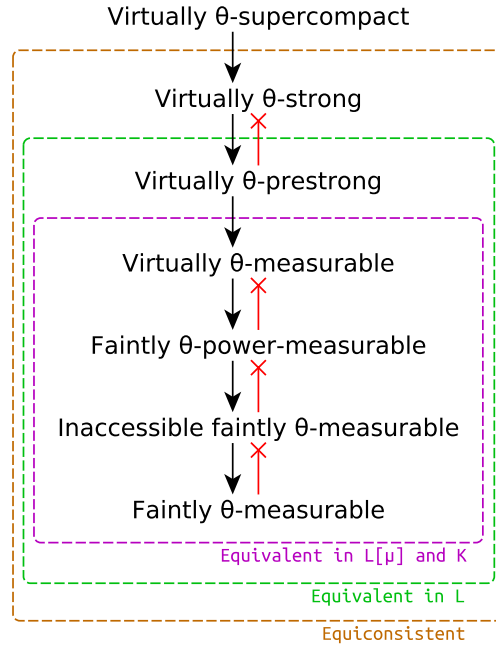 Virtually θ-supercompact
Virtually θ-strong
Virtually θ-prestrong
Virtually θ-measurable
Faintly θ-power-measurable
Inaccessible faintly θ-measurable
Faintly θ-measurable
Equivalent in L[μ] and K
Equivalent in L
Equiconsistent